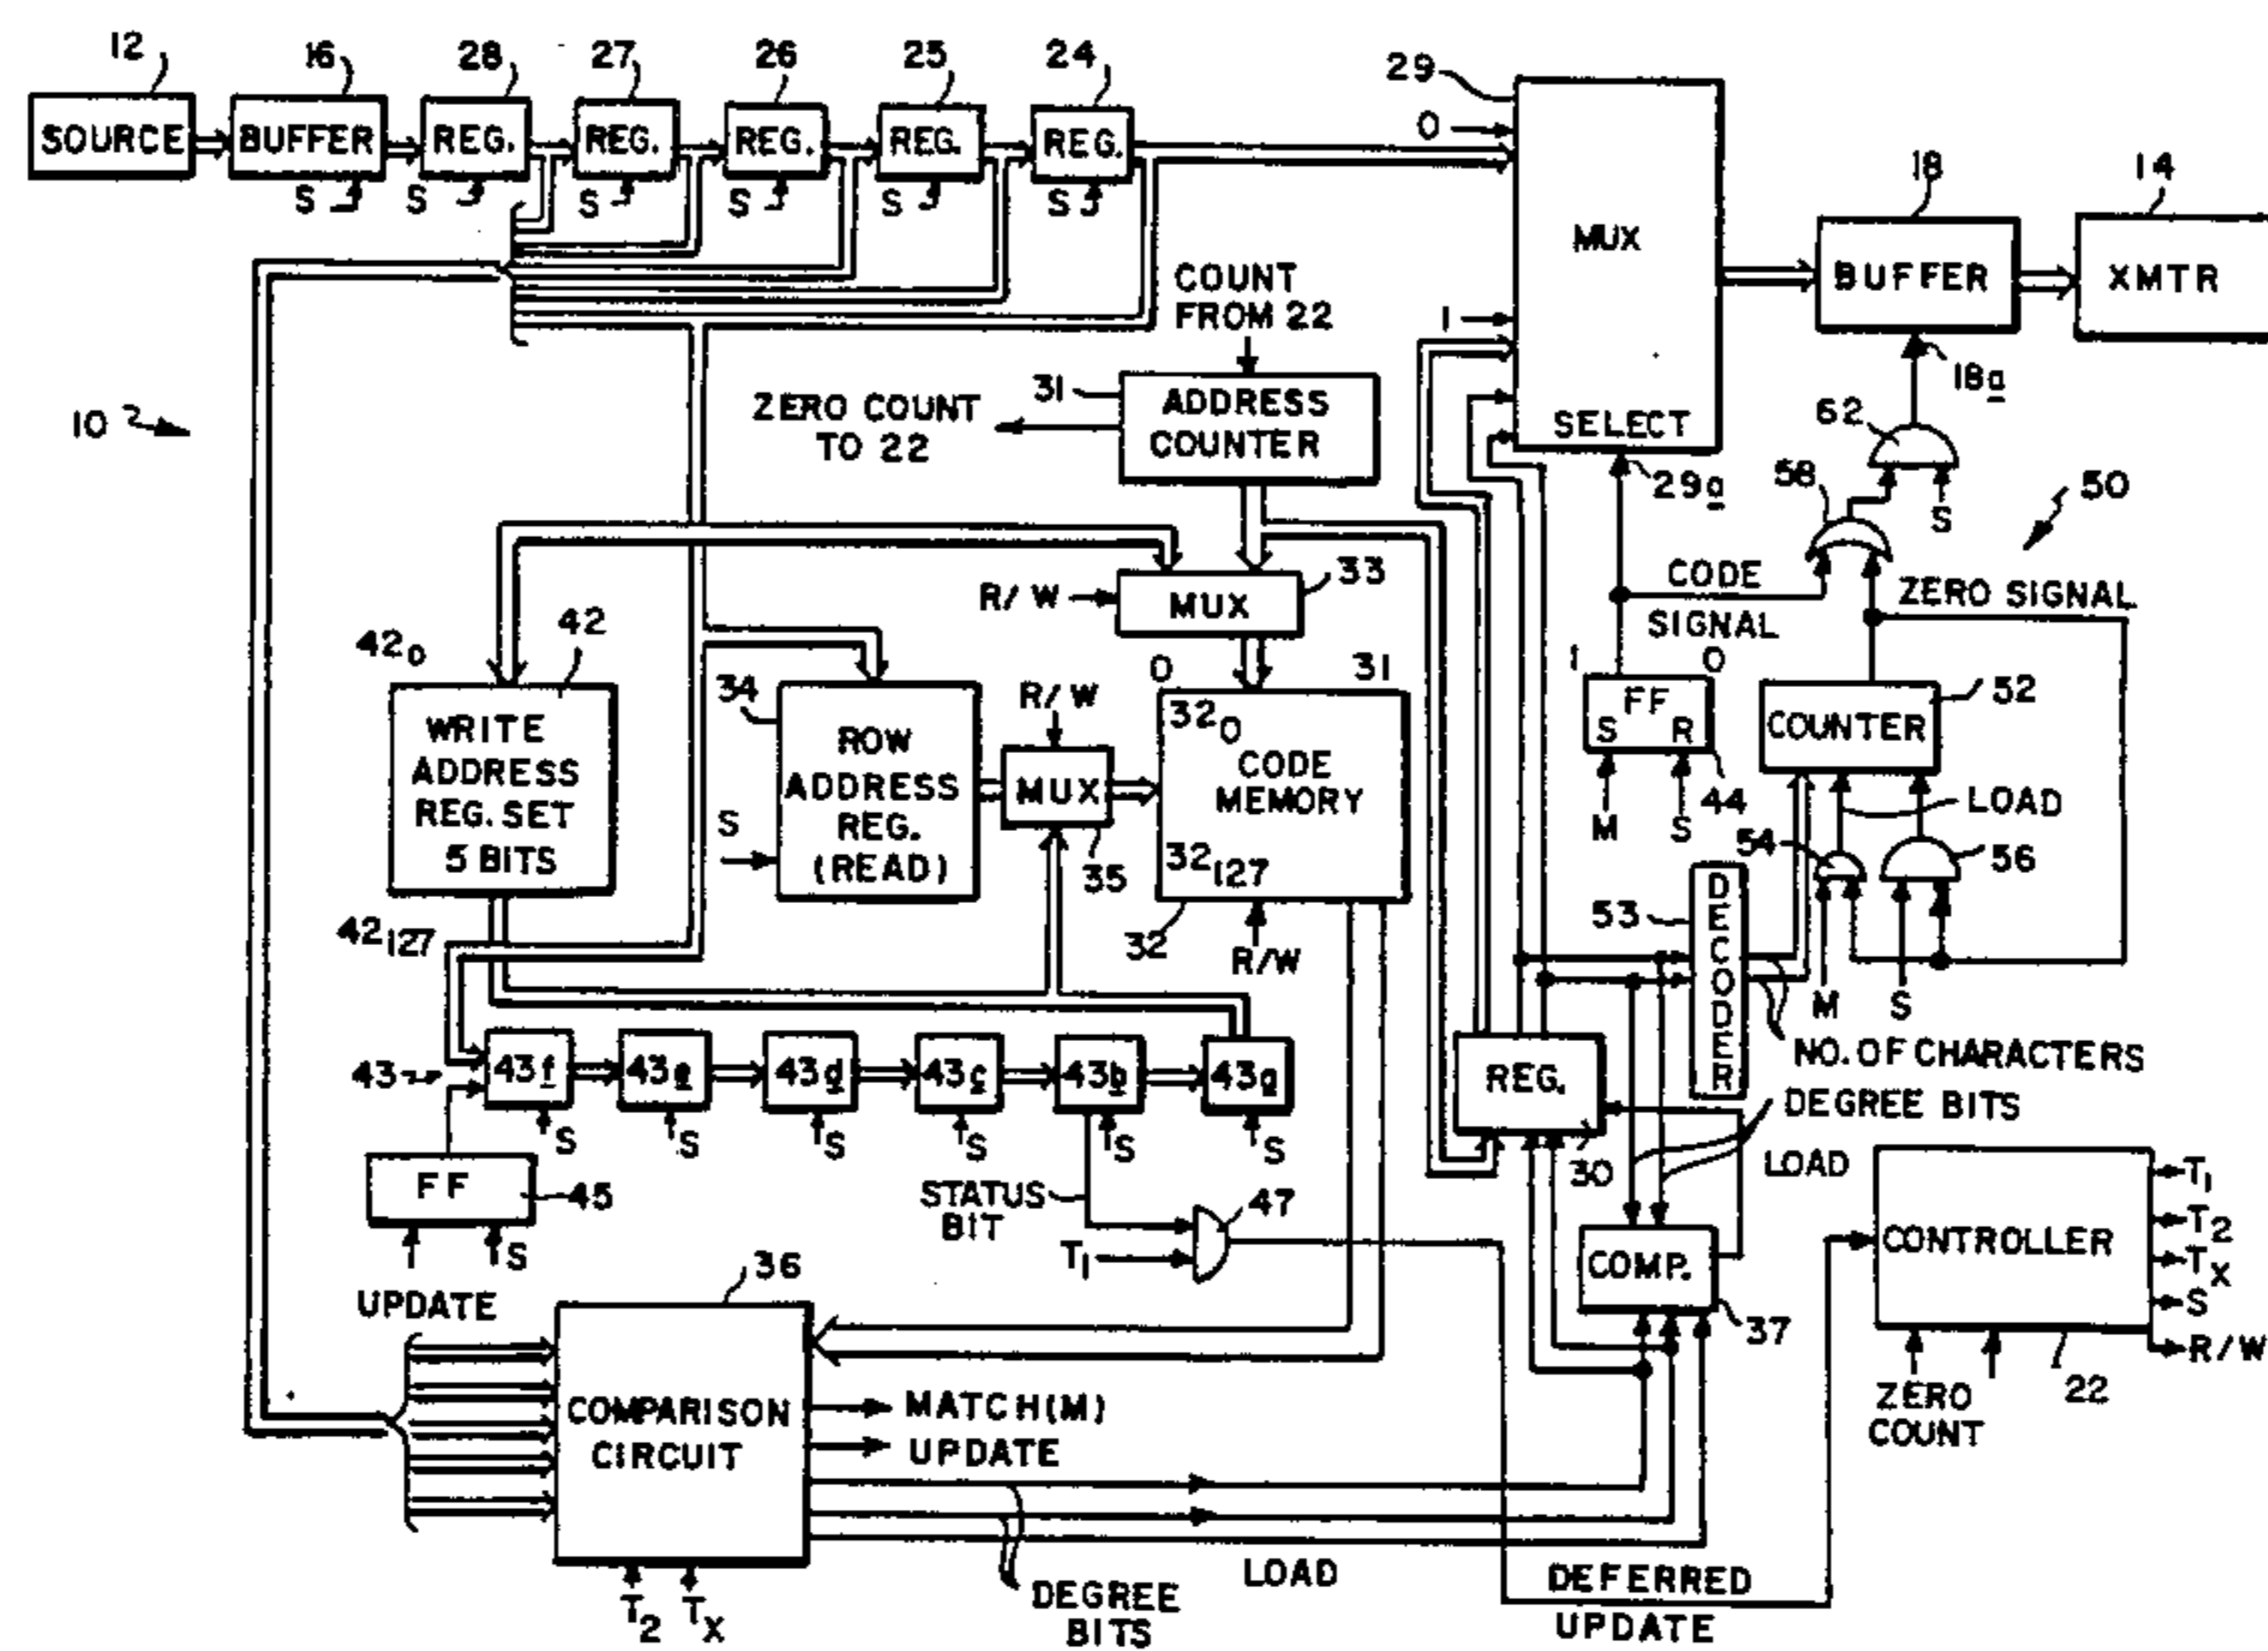 12
16
28
27
26
25
24
29
SOURCE
BUFFER
REG.
REG.
REG.
REG.
REG.
S
S
S
S
S
S
0
1
MUX
SELECT
29a
18
14
BUFFER
XMTR
18a
62
58
S
50
10
COUNT
FROM 22
ZERO COUNT
TO 22
31
ADDRESS
COUNTER
R/W
MUX
33
CODE
SIGNAL
ZERO SIGNAL
42₀
42
WRITE
ADDRESS
REG. SET
5 BITS
42₁₂₇
34
ROW
ADDRESS
REG.
(READ)
S
R/W
MUX
35
0
31
32₀
CODE
MEMORY
32₁₂₇
32
R/W
1
0
FF
S
R
M
S
44
COUNTER
52
LOAD
54
56
M
S
53
DECODER
NO. OF CHARACTERS
DEGREE BITS
43
43f
43e
43d
43c
43b
43a
S
S
S
S
S
S
FF
45
S
UPDATE
STATUS
BIT
T₁
47
REG.
30
LOAD
COMP.
37
CONTROLLER
T₁
T₂
Tₓ
S
R/W
ZERO
COUNT
22
36
COMPARISON
CIRCUIT
MATCH(M)
UPDATE
T₂
Tₓ
DEGREE
BITS
LOAD
DEFERRED
UPDATE